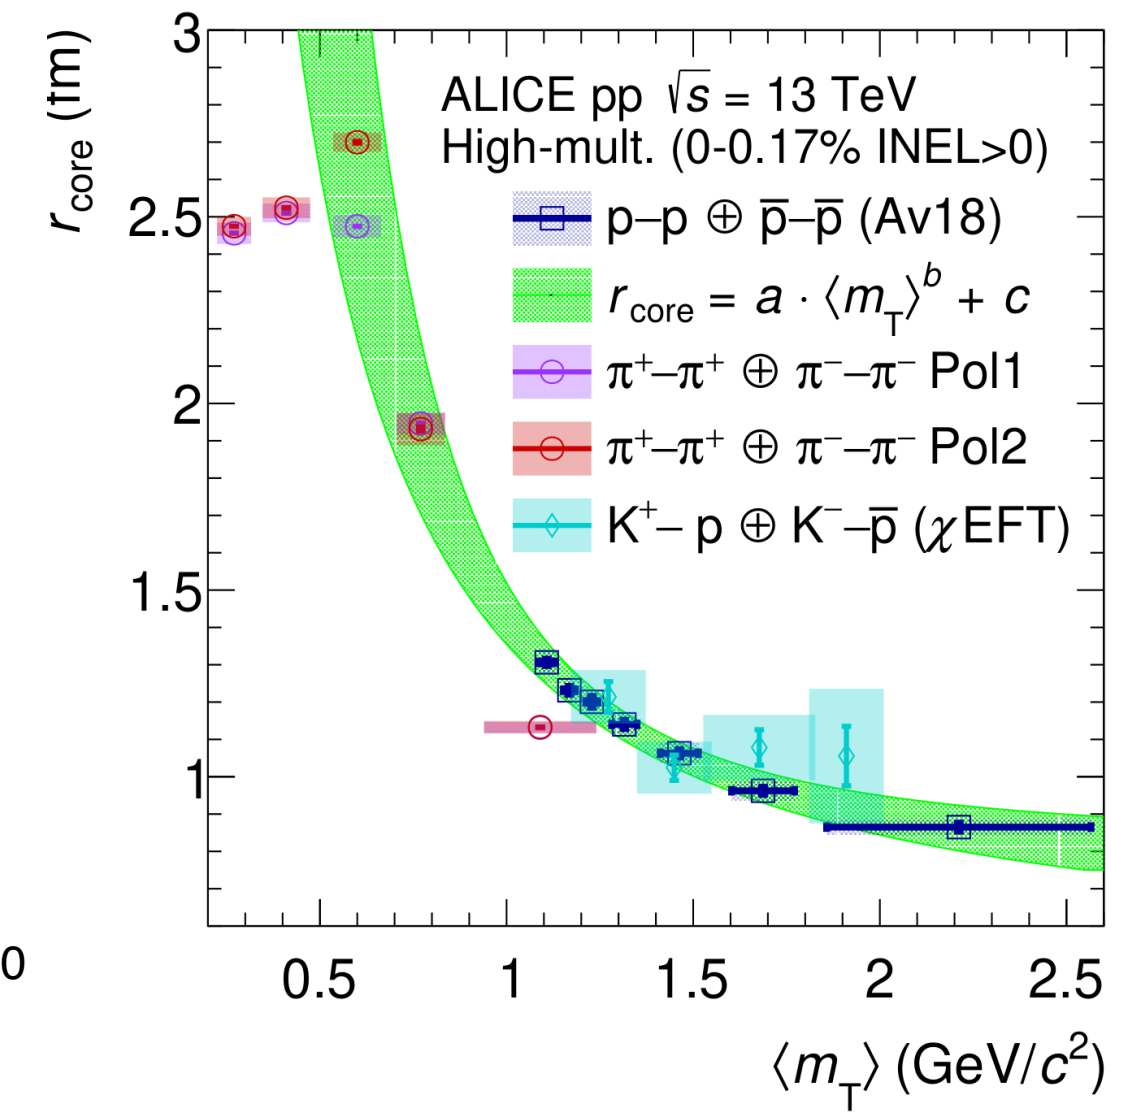 3
r_core (fm)
ALICE pp √s = 13 TeV
High-mult. (0-0.17% INEL>0)
2.5
p–p ⊕ p̅–p̅ (Av18)
r_core = a · ⟨m_T⟩^b + c
π⁺–π⁺ ⊕ π⁻–π⁻ Pol1
2
π⁺–π⁺ ⊕ π⁻–π⁻ Pol2
K⁺– p ⊕ K⁻–p̅ (χEFT)
1.5
1
0
0.5 1 1.5 2 2.5
⟨m_T⟩ (GeV/c²)